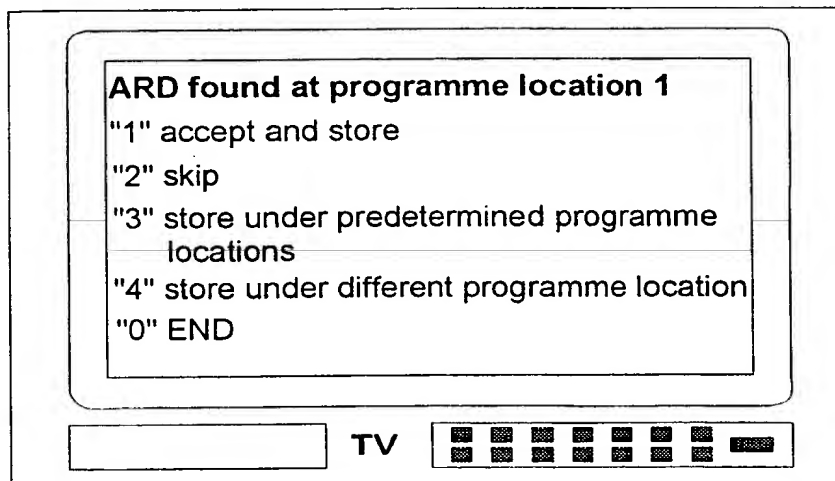 ARD found at programme location 1
"1" accept and store
"2" skip
"3" store under predetermined programme
locations
"4" store under different programme location
"0" END
TV